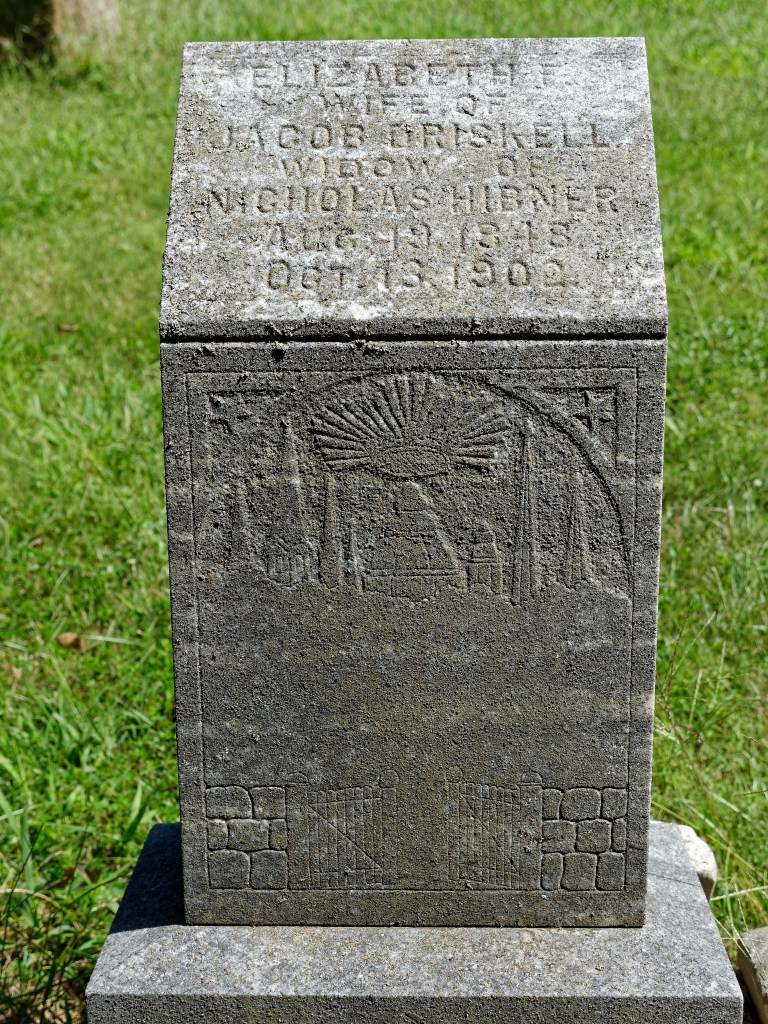 ELIZABETH F.
WIFE OF
JACOB DRISKELL
WIDOW OF
NICHOLAS HIBNER
AUG. 19. 1848
OCT. 13. 1902